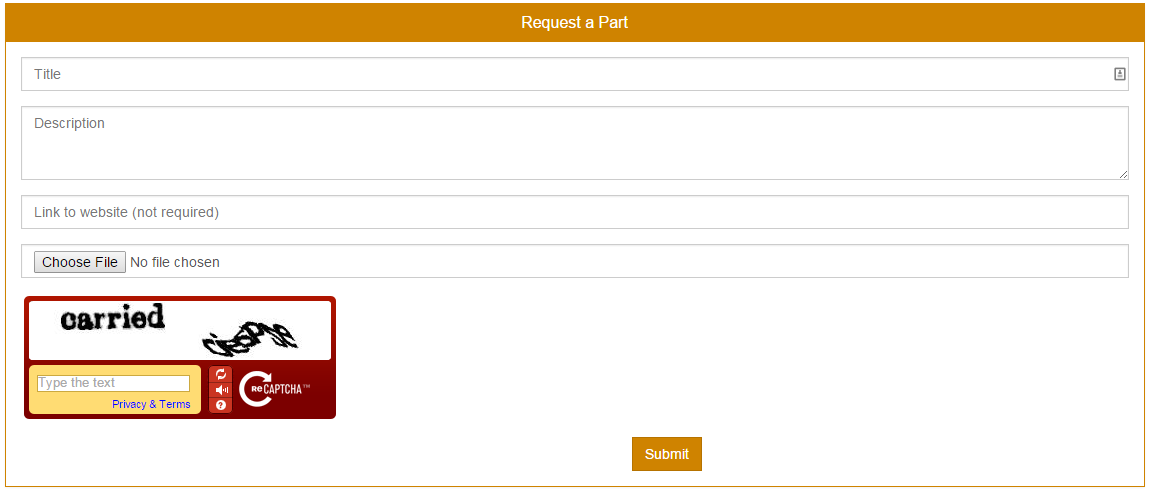 Request a Part
Title
Description
Link to website (not required)
Choose File No file chosen
carried
Type the text
Privacy & Terms
reCAPTCHA™
Submit